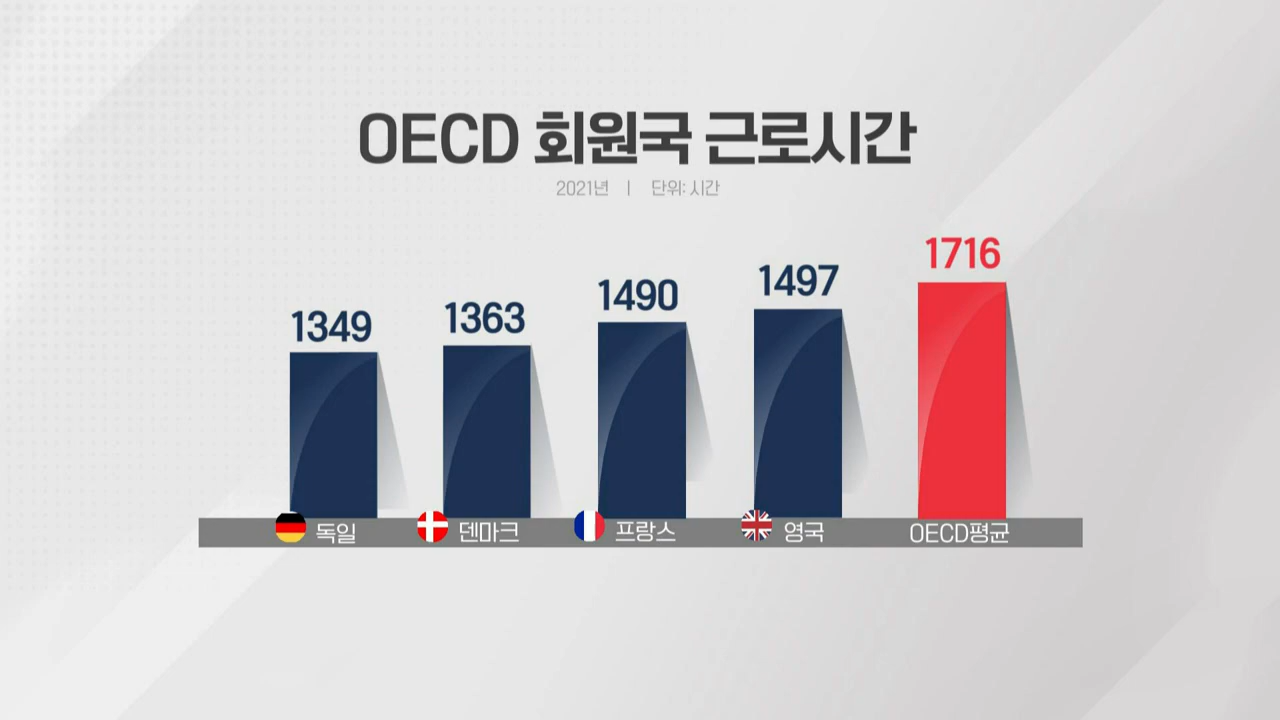 OECD 회원국 근로시간
2021년 | 단위: 시간
1349
1363
1490
1497
1716
독일
덴마크
프랑스
영국
OECD평균